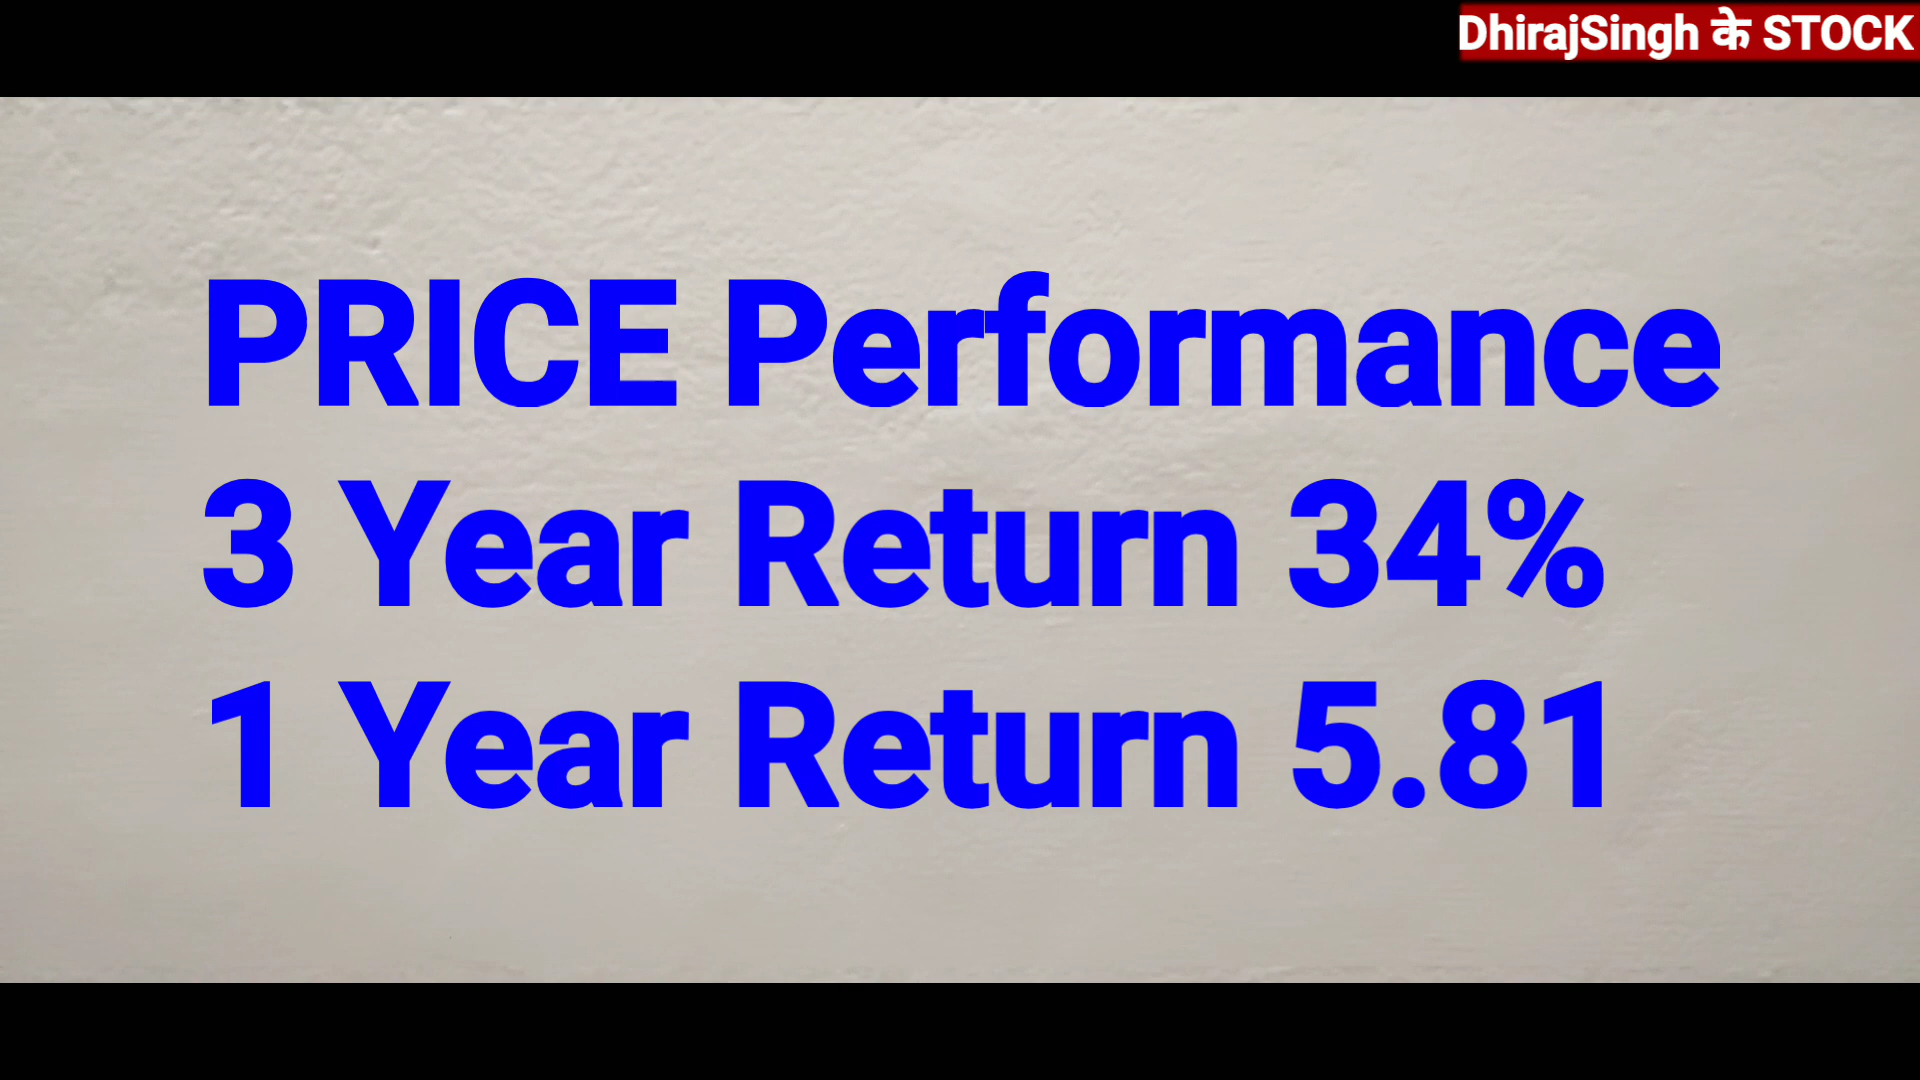 DhirajSingh के STOCK
PRICE Performance
3 Year Return 34%
1 Year Return 5.81